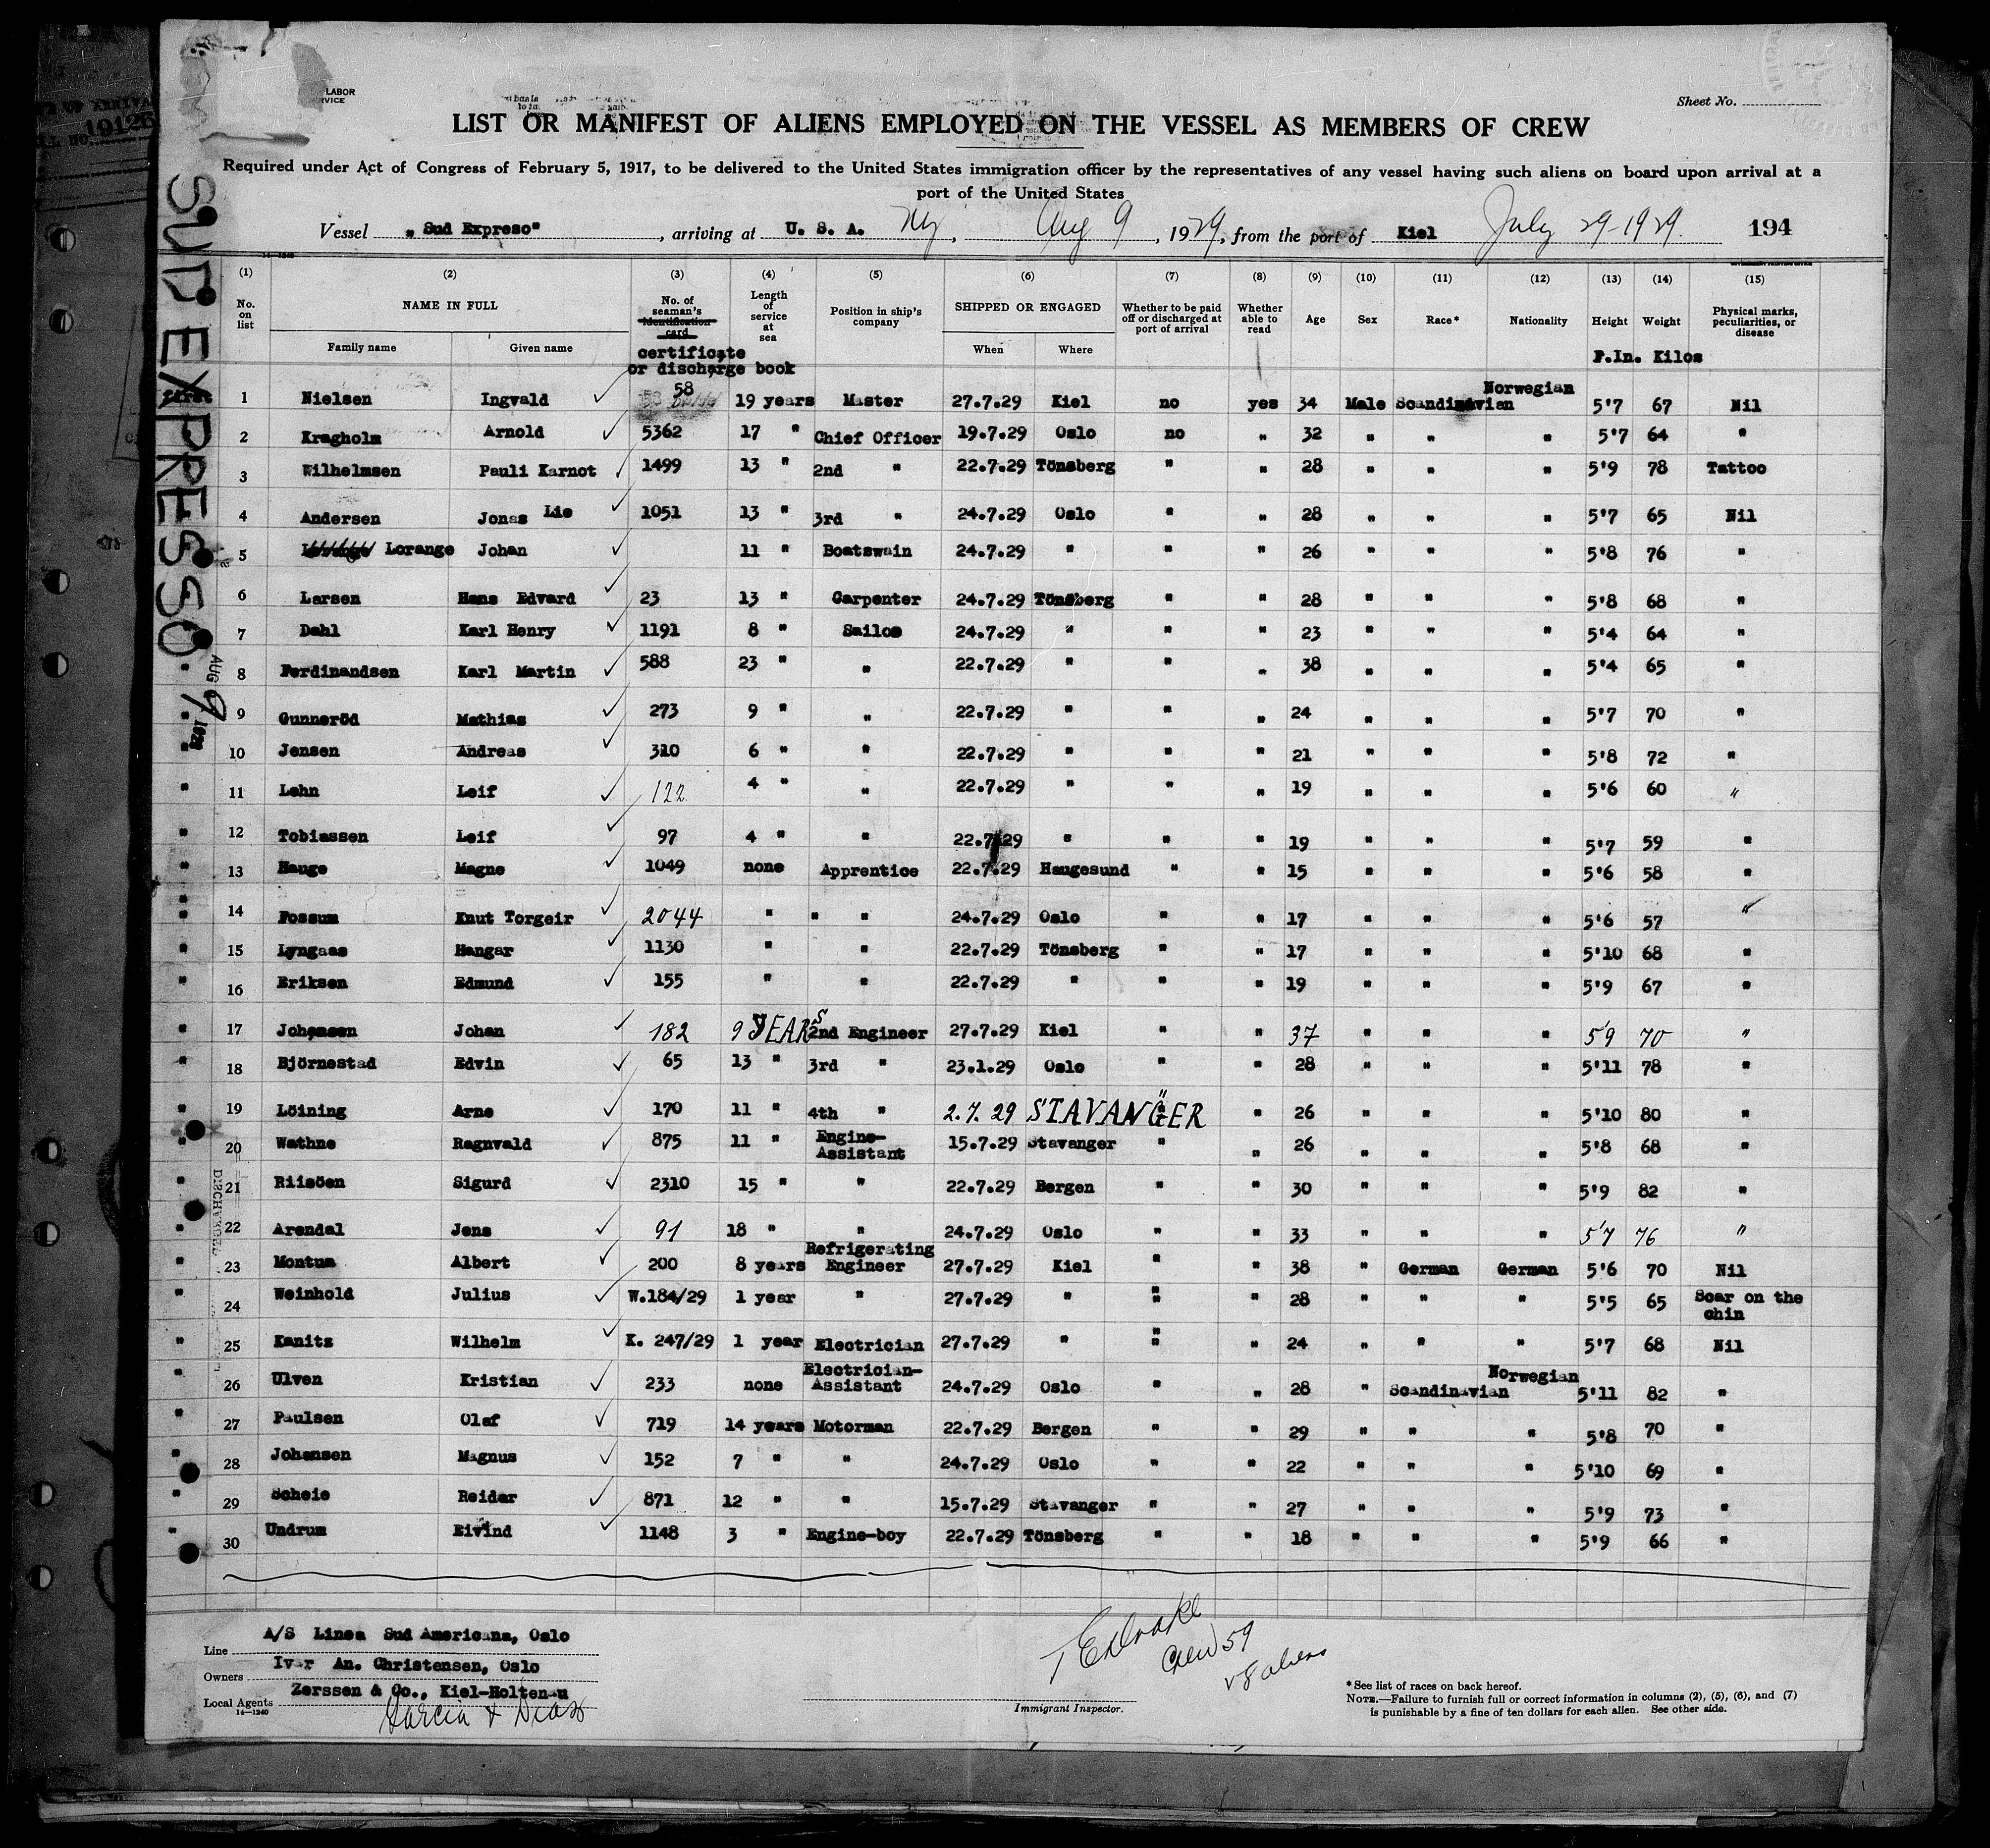 LABOR
Sheet No.
LIST OR MANIFEST OF ALIENS EMPLOYED ON THE VESSEL AS MEMBERS OF CREW
Required under Act of Congress of February 5, 1917, to be delivered to the United States immigration officer by the representatives of any vessel having such aliens on board upon arrival at a
port of the United States
Vessel „Sud Expreso", arriving at U. S. A. Ny, Aug 9, 1929, from the port of Kiel July 29-1929. 194
SUD EXPRESSO
AUG 9 1929
(1) (2) (3) (4) (5) (6) (7) (8) (9) (10) (11) (12) (13) (14) (15)
No. on list NAME IN FULL Family name Given name No. of seaman's identification card certificate or discharge book Length of service at sea Position in ship's company SHIPPED OR ENGAGED When Where Whether to be paid off or discharged at port of arrival Whether able to read Age Sex Race* Nationality Height F.In. Weight Kilos Physical marks, peculiarities, or disease
1 Nielsen Ingvald 58 19 years Master 27.7.29 Kiel no yes 34 Male Scandinavian Norwegian 5'7 67 Nil
2 Kragholm Arnold 5362 17 " Chief Officer 19.7.29 Oslo no " 32 " " " 5'7 64 "
3 Wilhelmsen Pauli Karnot 1499 13 " 2nd " 22.7.29 Tönsberg " " 28 " " " 5'9 78 Tattoo
4 Andersen Jonas Lie 1051 13 " 3rd " 24.7.29 Oslo " " 28 " " " 5'7 65 Nil
5 Lorange Johan 11 " Boatswain 24.7.29 " " " 26 " " " 5'8 76 "
6 Larsen Hans Edvard 23 13 " Carpenter 24.7.29 Tönsberg " " 28 " " " 5'8 68 "
7 Dahl Karl Henry 1191 8 " Sailor 24.7.29 " " " 23 " " " 5'4 64 "
8 Ferdinandsen Karl Martin 588 23 " " 22.7.29 " " " 38 " " " 5'4 65 "
9 Gunneröd Mathias 273 9 " " 22.7.29 " " " 24 " " " 5'7 70 "
10 Jensen Andreas 310 6 " " 22.7.29 " " " 21 " " " 5'8 72 "
11 Lehn Leif 122 4 " " 22.7.29 " " " 19 " " " 5'6 60 "
12 Tobiassen Leif 97 4 " " 22.7.29 " " " 19 " " " 5'7 59 "
13 Hauge Magne 1049 none Apprentice 22.7.29 Haugesund " " 15 " " " 5'6 58 "
14 Fossum Knut Torgeir 2044 " " " 24.7.29 Oslo " " 17 " " " 5'6 57 "
15 Lyngaas Hangar 1130 " " 22.7.29 Tönsberg " " 17 " " " 5'10 68 "
16 Eriksen Edmund 155 " " 22.7.29 " " " 19 " " " 5'9 67 "
17 Johansen Johan 182 9 YEARS 2nd Engineer 27.7.29 Kiel " " 37 " " " 5'9 70 "
18 Björnestad Edvin 65 13 " 3rd " 23.1.29 Oslo " " 28 " " " 5'11 78 "
19 Löining Arne 170 11 " 4th " 2.7.29 STAVANGER " " 26 " " " 5'10 80 "
20 Wathne Ragnvald 875 11 " Engine-Assistant 15.7.29 Stavanger " " 26 " " " 5'8 68 "
21 Riisöen Sigurd 2310 15 " " 22.7.29 Bergen " " 30 " " " 5'9 82 "
22 Arendal Jens 91 18 " " 24.7.29 Oslo " " 33 " " " 5'7 76 "
23 Montua Albert 200 8 years Refrigerating Engineer 27.7.29 Kiel " " 38 " German German 5'6 70 Nil
24 Weinhold Julius W.184/29 1 year " 27.7.29 " " " 28 " " " 5'5 65 Scar on the chin
25 Kanitz Wilhelm K. 247/29 1 year Electrician 27.7.29 " " " 24 " " " 5'7 68 Nil
26 Ulven Kristian 233 none Electrician-Assistant 24.7.29 Oslo " " 28 " Scandinavian Norwegian 5'11 82 "
27 Paulsen Olaf 719 14 years Motorman 22.7.29 Bergen " " 29 " " " 5'8 70 "
28 Johansen Magnus 152 7 " " 24.7.29 Oslo " " 22 " " " 5'10 69 "
29 Scheie Reidar 871 12 " " 15.7.29 Stavanger " " 27 " " " 5'9 73 "
30 Undrum Eivind 1148 3 " Engine-boy 22.7.29 Tönsberg " " 18 " " " 5'9 66 "
Line A/S Linea Sud Americana, Oslo
Owners Ivar An. Christensen, Oslo
Local Agents Zerssen & Co., Kiel-Holtenau
14—1240
Garcia & Diaz
Crew 59
Immigrant Inspector.
* See list of races on back hereof.
NOTE.—Failure to furnish full or correct information in columns (2), (5), (6), and (7)
is punishable by a fine of ten dollars for each alien. See other side.